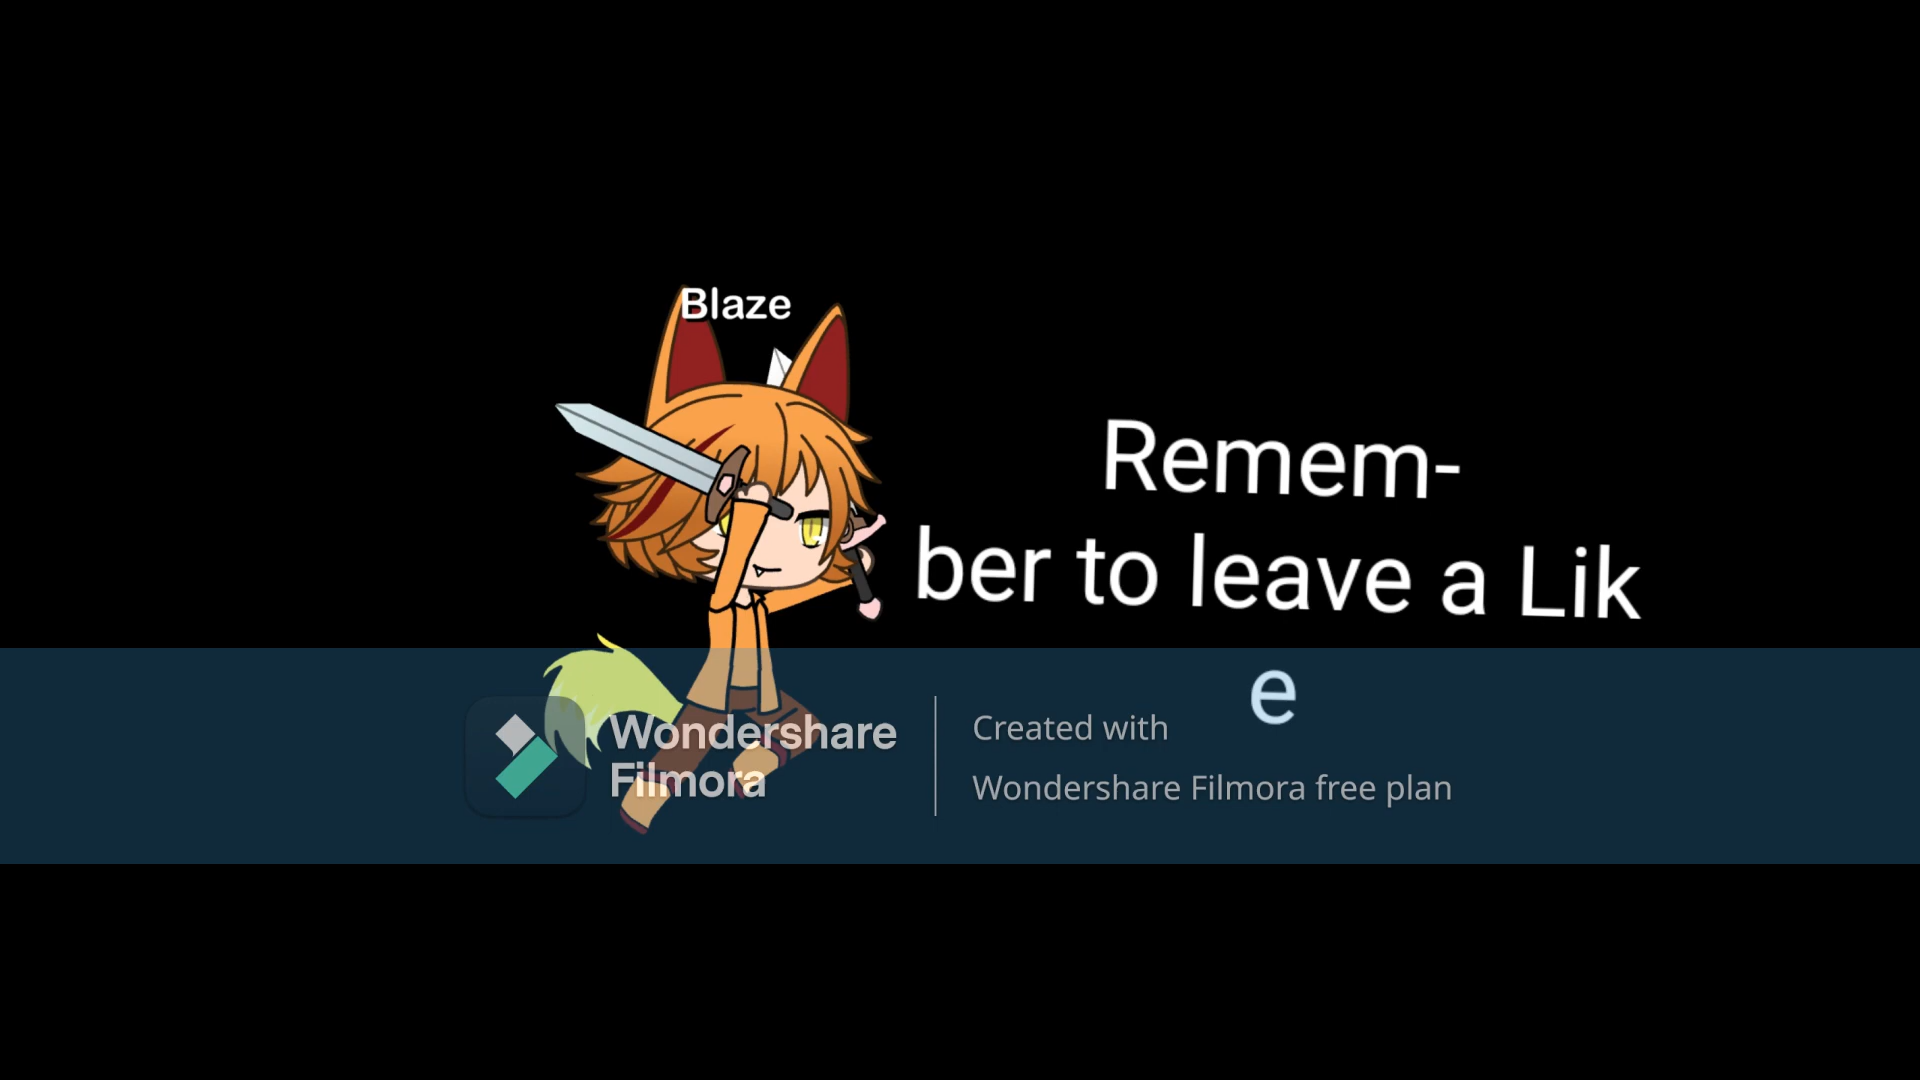 Blaze
Remem-
ber to leave a Lik
e
Wondershare
Filmora
Created with
Wondershare Filmora free plan